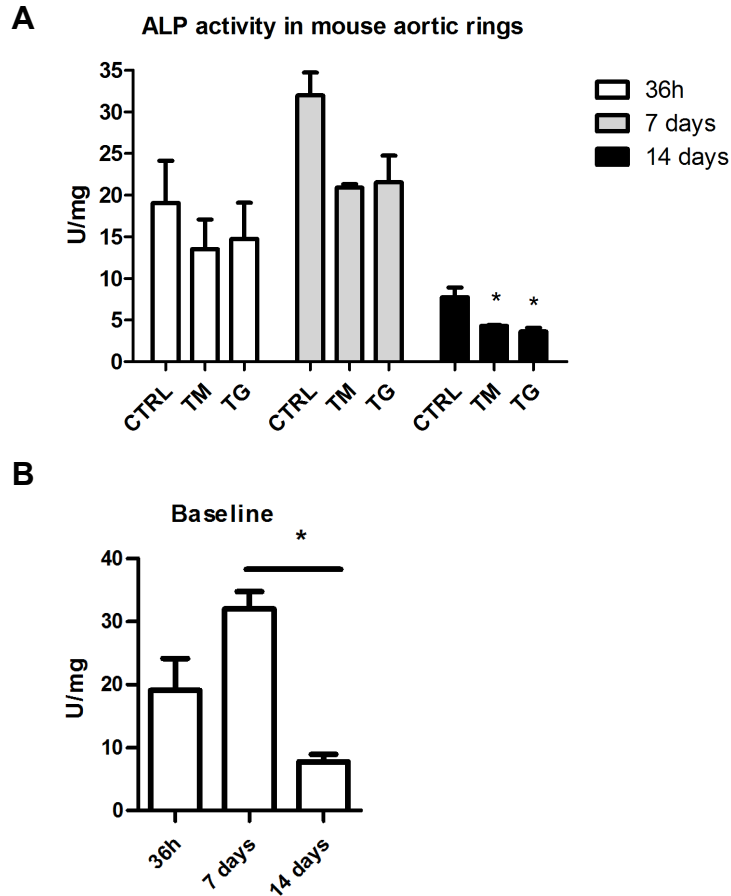 A
ALP activity in mouse aortic rings
35
30
25
20
15
10
5
0
U/mg
CTRL TM TG CTRL TM TG CTRL TM TG
* *
36h
7 days
14 days
B
Baseline
*
40
30
20
10
0
U/mg
36h 7 days 14 days